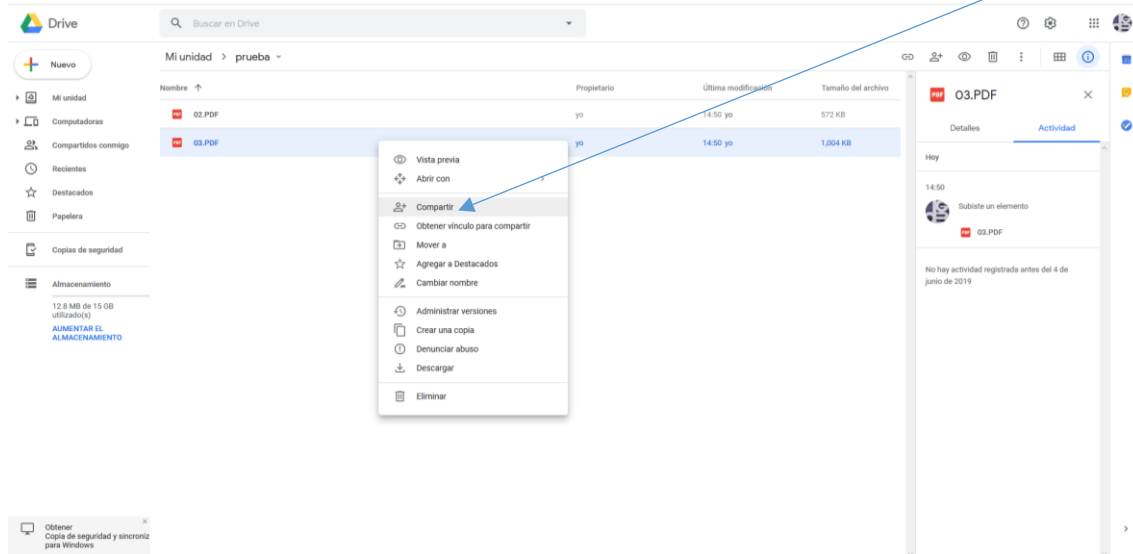 Drive
Buscar en Drive
Nuevo
Mi unidad > prueba
Mi unidad
Computadoras
Compartidos conmigo
Recientes
Destacados
Papelera
Copias de seguridad
Almacenamiento
12.8 MB de 15 GB
utilizado(s)
AUMENTAR EL
ALMACENAMIENTO
Obtener
Copia de seguridad y sincroniz
para Windows
Nombre Propietario Última modificación Tamaño del archivo
PDF 02.PDF yo 14:50 yo 572 KB
PDF 03.PDF yo 14:50 yo 1,004 KB
Vista previa
Abrir con
Compartir
Obtener vínculo para compartir
Mover a
Agregar a Destacados
Cambiar nombre
Administrar versiones
Crear una copia
Denunciar abuso
Descargar
Eliminar
PDF 03.PDF
Detalles Actividad
Hoy
14:50
Subiste un elemento
PDF 03.PDF
No hay actividad registrada antes del 4 de
junio de 2019